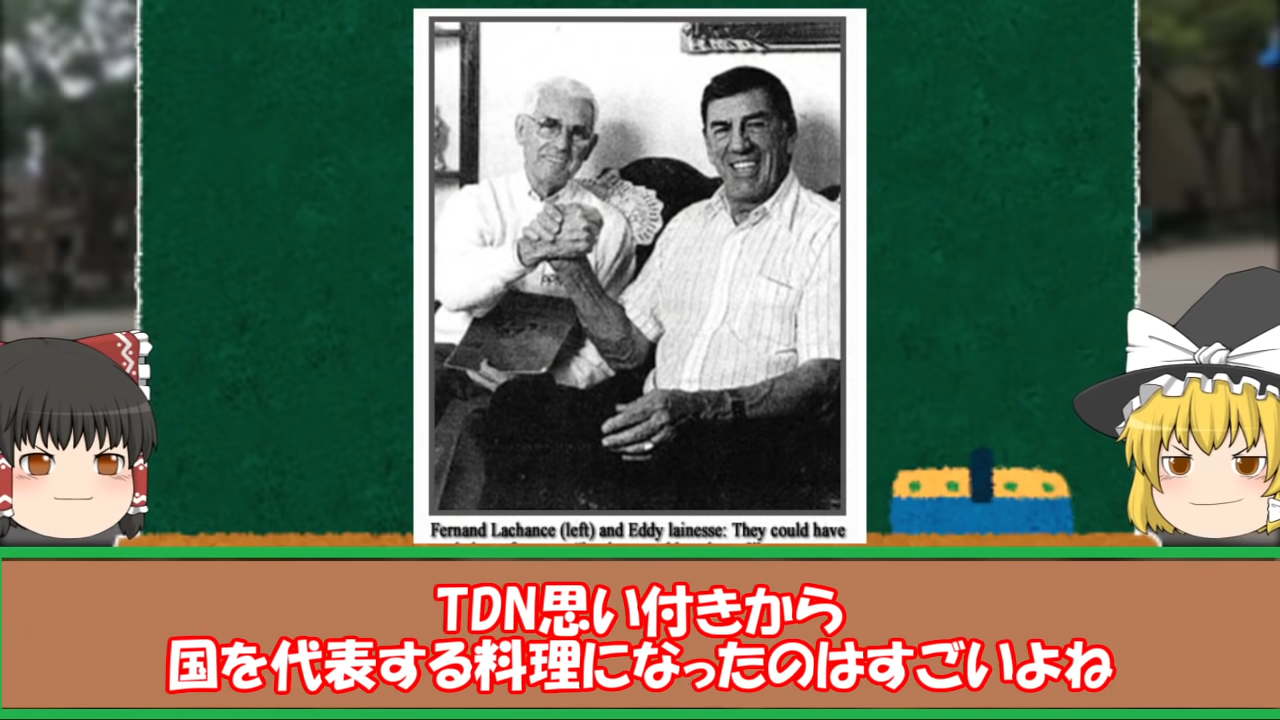 Fernand Lachance (left) and Eddy lainesse: They could have
TDN思い付きから
国を代表する料理になったのはすごいよね